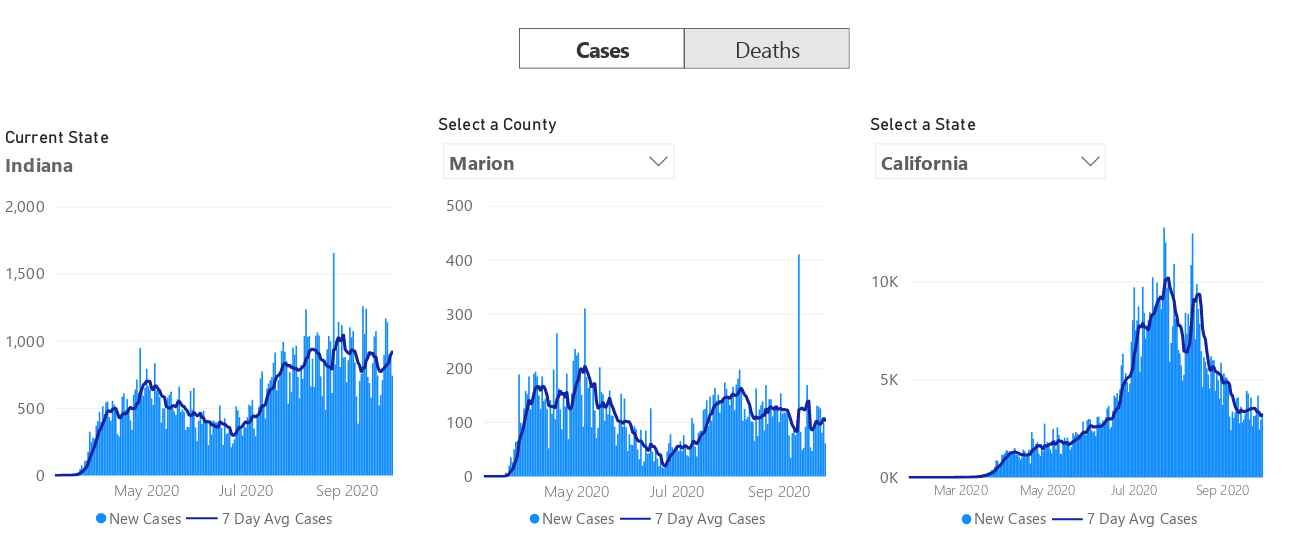 Cases Deaths
Current State
Indiana
2,000
1,500
1,000
500
0
May 2020 Jul 2020 Sep 2020
New Cases 7 Day Avg Cases
Select a County
Marion
500
400
300
200
100
0
May 2020 Jul 2020 Sep 2020
New Cases 7 Day Avg Cases
Select a State
California
10K
5K
0K
Mar 2020 May 2020 Jul 2020 Sep 2020
New Cases 7 Day Avg Cases